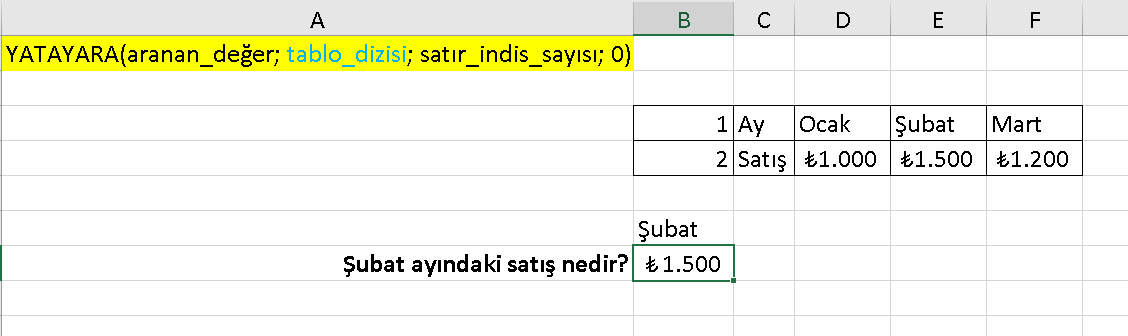 A B C D E F
YATAYARA(aranan_değer; tablo_dizisi; satır_indis_sayısı; 0)
1 Ay Ocak Şubat Mart
2 Satış ₺1.000 ₺1.500 ₺1.200
Şubat
Şubat ayındaki satış nedir? ₺1.500